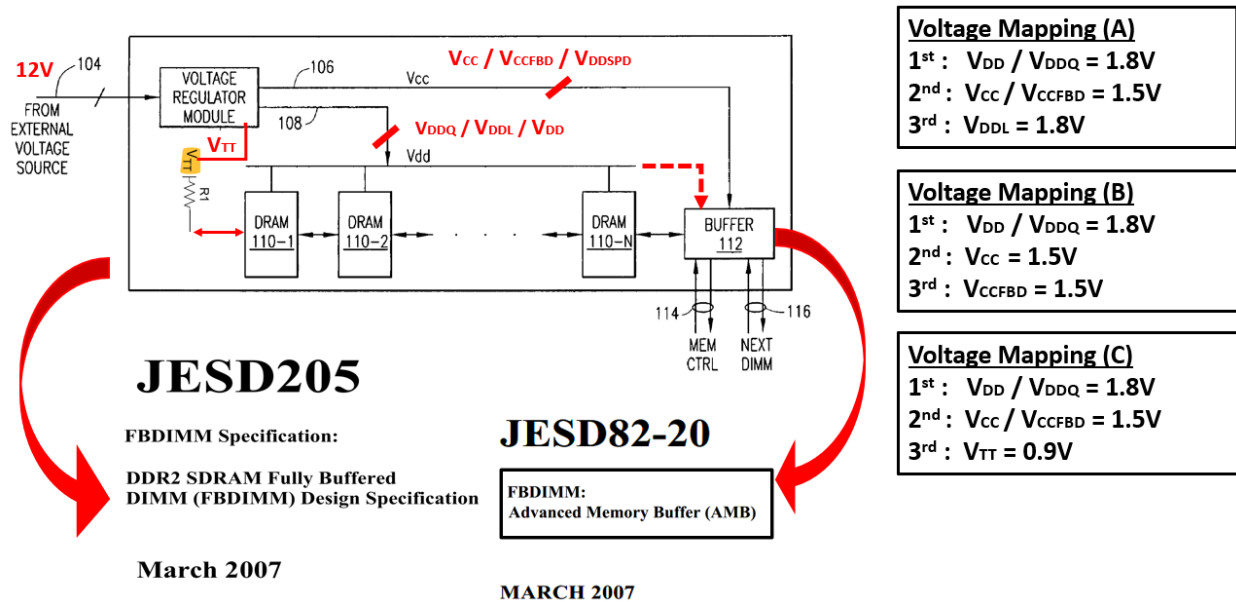 12V
104
FROM
EXTERNAL
VOLTAGE
SOURCE
VOLTAGE
REGULATOR
MODULE
106
108
Vcc
VCC / VCCFBD / VDDSPD
VDDQ / VDDL / VDD
Vdd
VTT
VTT
R1
DRAM
110-1
DRAM
110-2
. . . .
DRAM
110-N
BUFFER
112
114
116
MEM
CTRL
NEXT
DIMM
JESD205
FBDIMM Specification:
DDR2 SDRAM Fully Buffered
DIMM (FBDIMM) Design Specification
March 2007
JESD82-20
FBDIMM:
Advanced Memory Buffer (AMB)
MARCH 2007
Voltage Mapping (A)
1st : VDD / VDDQ = 1.8V
2nd : VCC / VCCFBD = 1.5V
3rd : VDDL = 1.8V
Voltage Mapping (B)
1st : VDD / VDDQ = 1.8V
2nd : VCC = 1.5V
3rd : VCCFBD = 1.5V
Voltage Mapping (C)
1st : VDD / VDDQ = 1.8V
2nd : VCC / VCCFBD = 1.5V
3rd : VTT = 0.9V